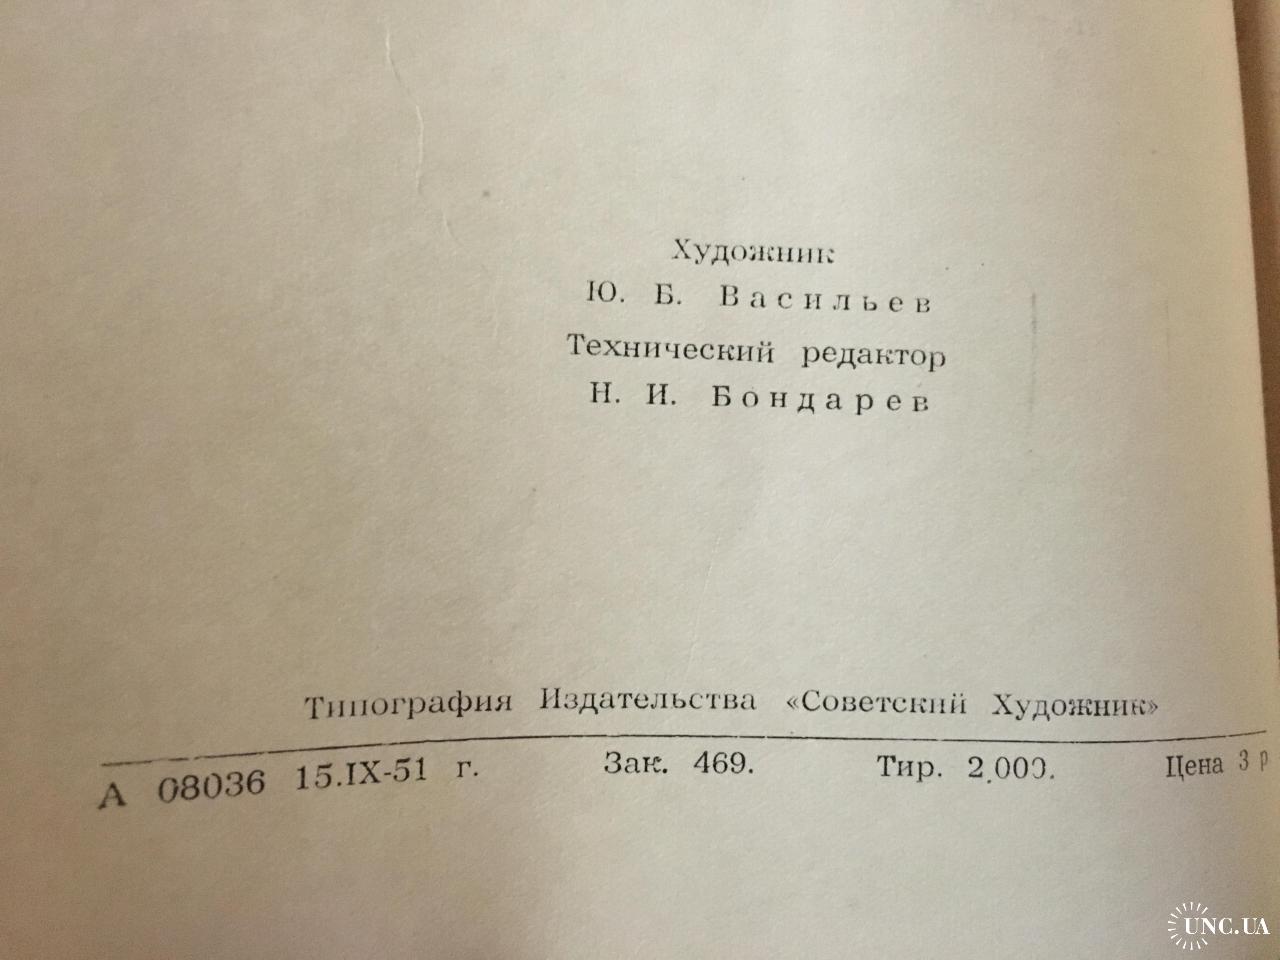 Художник
Ю. Б. Васильев
Технический редактор
Н. И. Бондарев
Типография Издательства «Советский Художник»
А 08036 15.IX-51 г. Зак. 469. Тир. 2.000. Цена 3 р
UNC.UA